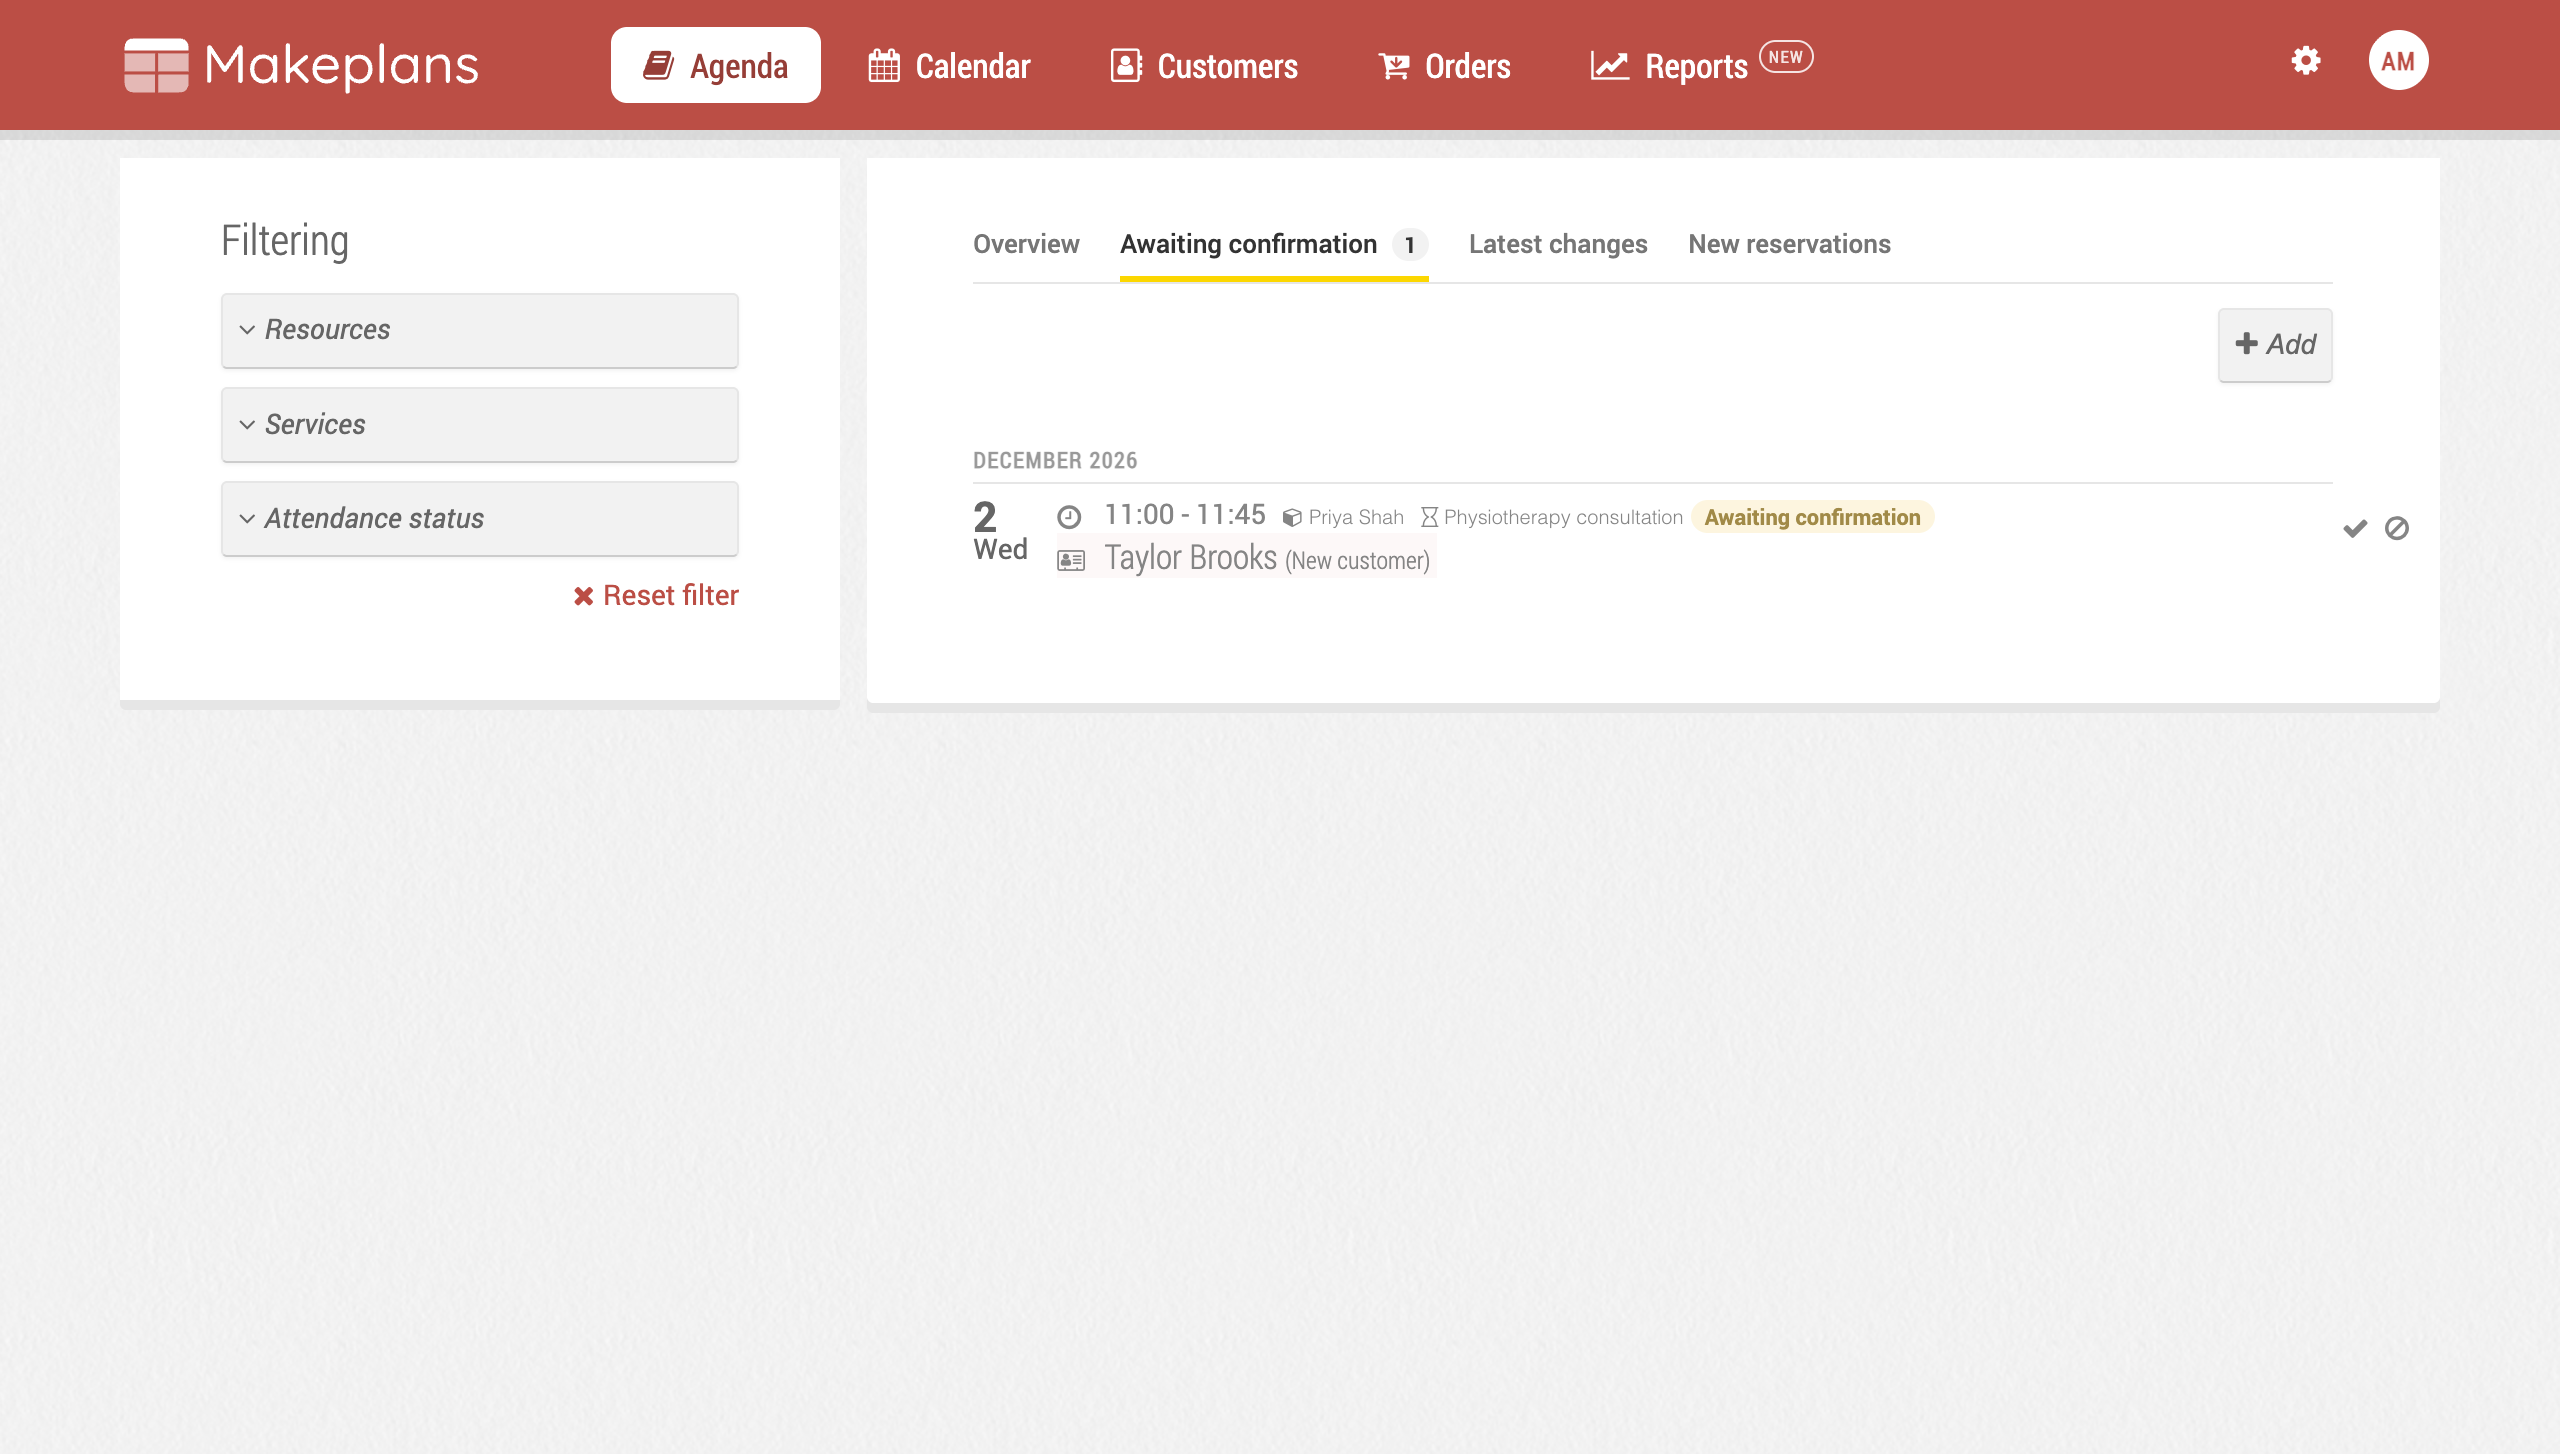 Makeplans
Agenda
Calendar
Customers
Orders
Reports NEW
AM
Filtering
Resources
Services
Attendance status
Reset filter
Overview
Awaiting confirmation 1
Latest changes
New reservations
Add
DECEMBER 2026
2
Wed
11:00 - 11:45 Priya Shah Physiotherapy consultation Awaiting confirmation
Taylor Brooks (New customer)